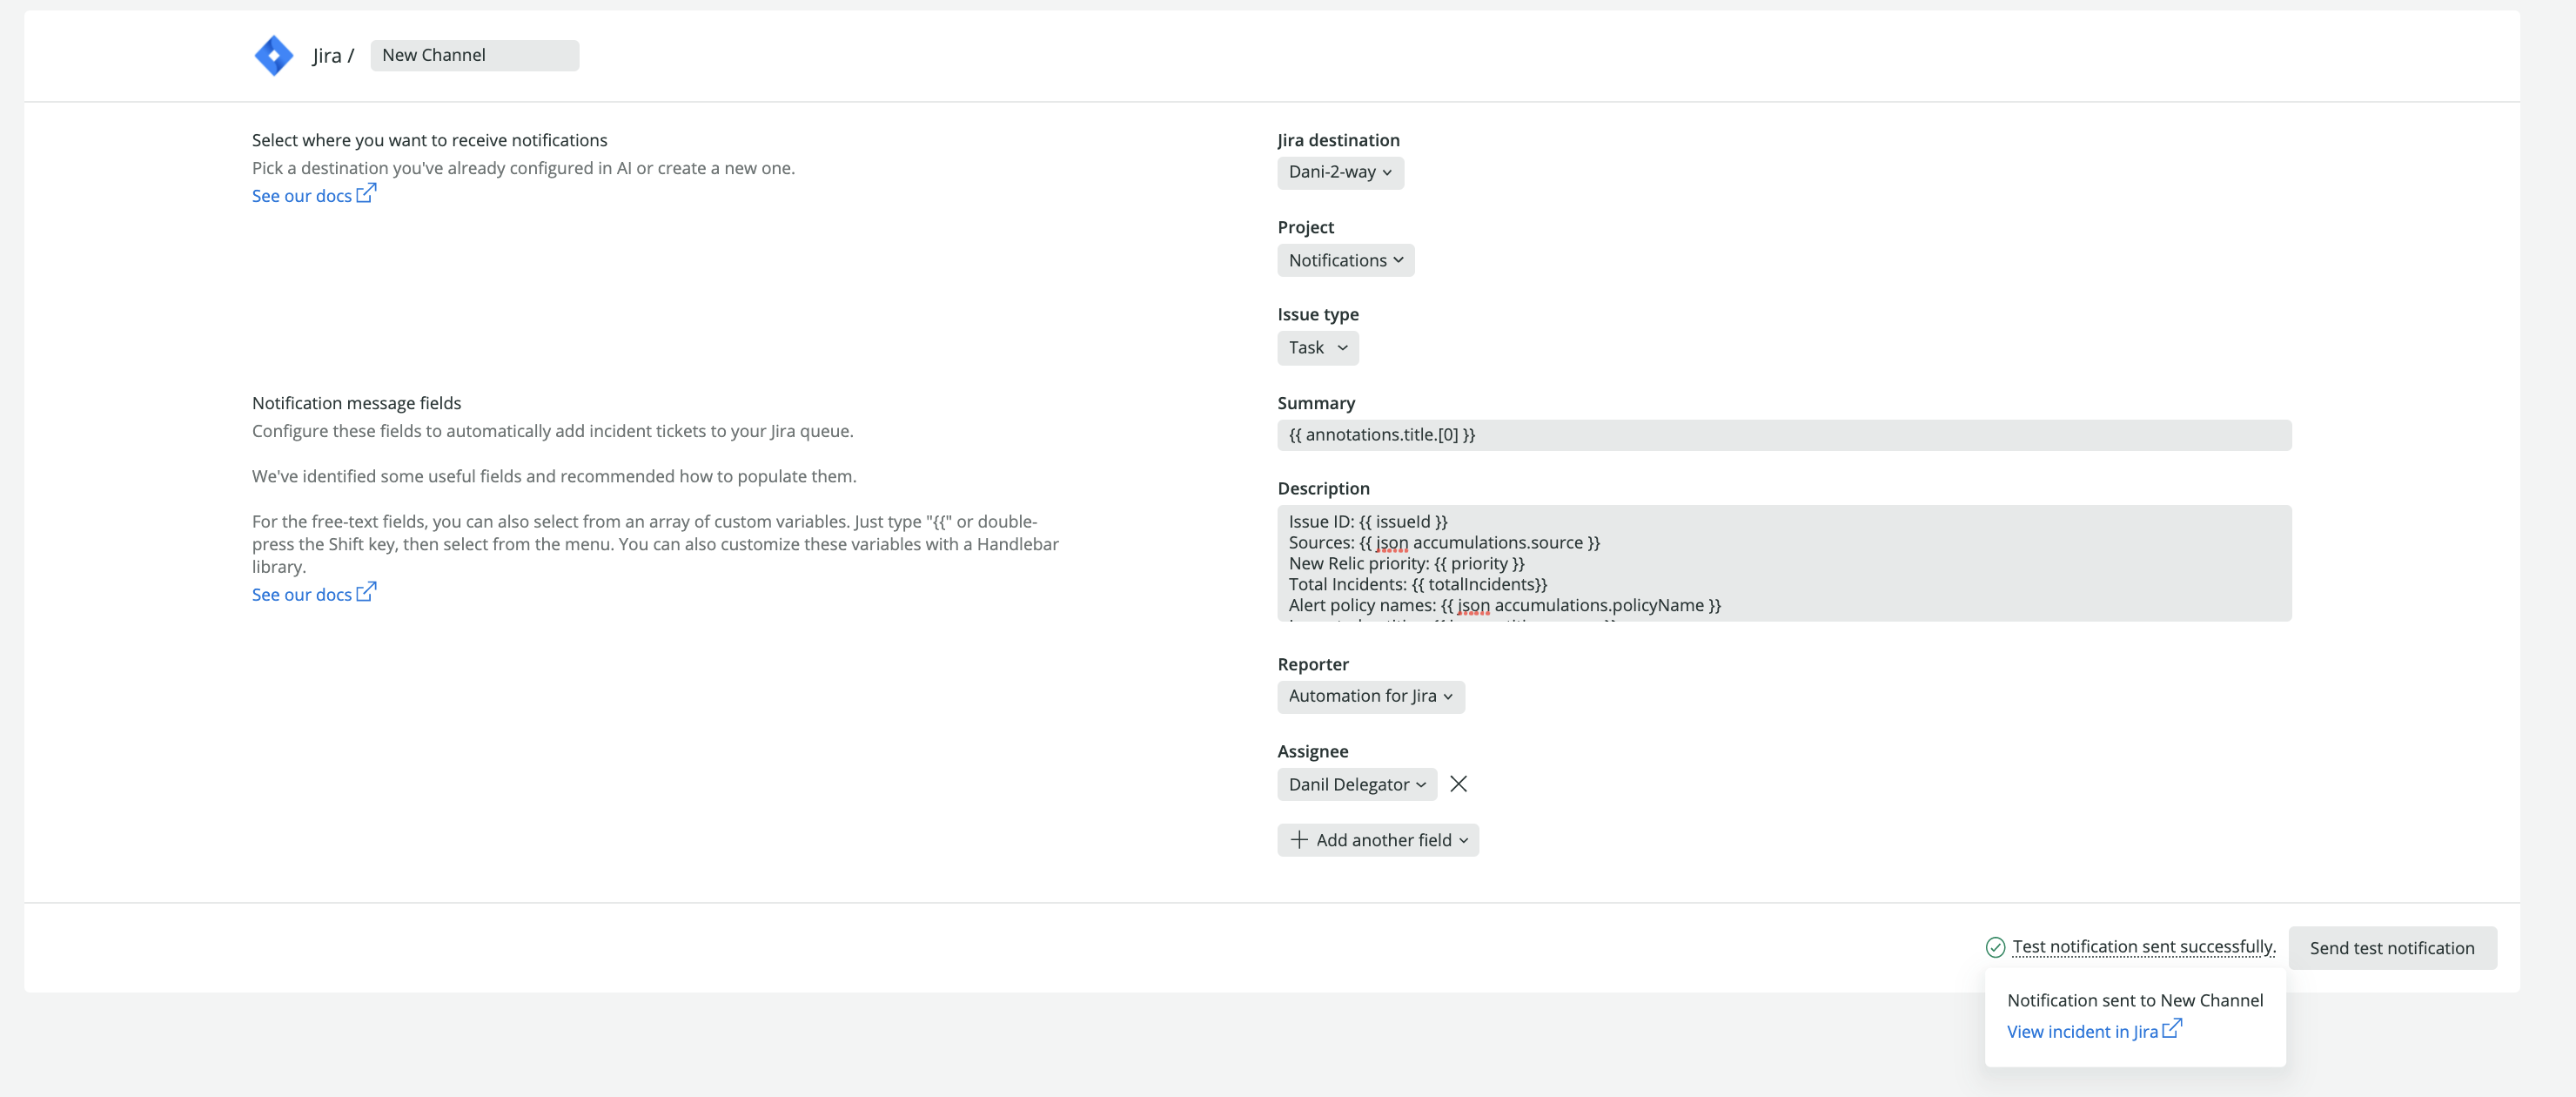 Jira / New Channel
Select where you want to receive notifications
Pick a destination you've already configured in AI or create a new one.
See our docs
Jira destination
Dani-2-way
Project
Notifications
Issue type
Task
Notification message fields
Configure these fields to automatically add incident tickets to your Jira queue.
We've identified some useful fields and recommended how to populate them.
For the free-text fields, you can also select from an array of custom variables. Just type "{{" or double-
press the Shift key, then select from the menu. You can also customize these variables with a Handlebar
library.
See our docs
Summary
{{ annotations.title.[0] }}
Description
Issue ID: {{ issueId }}
Sources: {{ json accumulations.source }}
New Relic priority: {{ priority }}
Total Incidents: {{ totalIncidents}}
Alert policy names: {{ json accumulations.policyName }}
Reporter
Automation for Jira
Assignee
Danil Delegator
Add another field
Test notification sent successfully.
Send test notification
Notification sent to New Channel
View incident in Jira